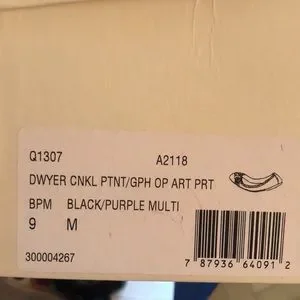 Q1307 A2118
DWYER CNKL PTNT/GPH OP ART PRT
BPM BLACK/PURPLE MULTI
9 M
300004267
7 87936 64091 2